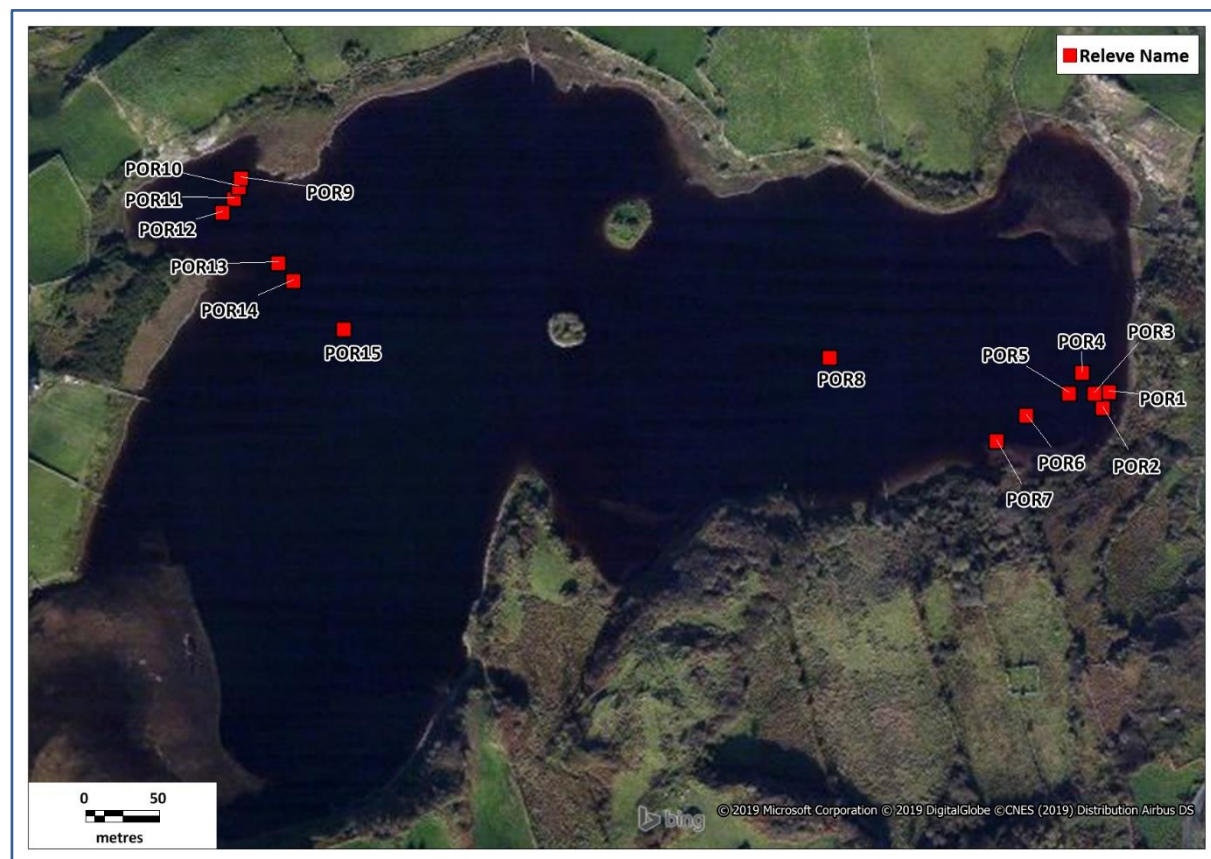 Releve Name
POR10
POR9
POR11
POR12
POR13
POR14
POR15
POR8
POR5
POR4
POR3
POR1
POR2
POR6
POR7
0 50
metres
bing
© 2019 Microsoft Corporation © 2019 DigitalGlobe ©CNES (2019) Distribution Airbus DS